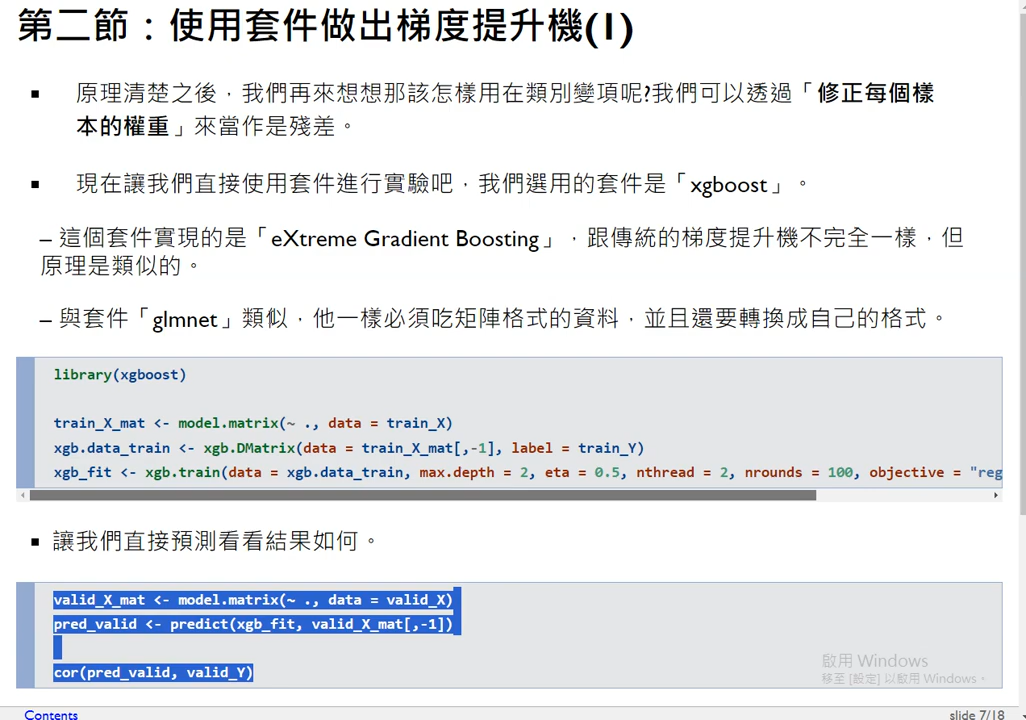 第二節：使用套件做出梯度提升機(1)
▪ 原理清楚之後，我們再來想想那該怎樣用在類別變項呢?我們可以透過「修正每個樣
本的權重」來當作是殘差。
▪ 現在讓我們直接使用套件進行實驗吧，我們選用的套件是「xgboost」。
– 這個套件實現的是「eXtreme Gradient Boosting」，跟傳統的梯度提升機不完全一樣，但
原理是類似的。
– 與套件「glmnet」類似，他一樣必須吃矩陣格式的資料，並且還要轉換成自己的格式。
library(xgboost)
train_X_mat <- model.matrix(~ ., data = train_X)
xgb.data_train <- xgb.DMatrix(data = train_X_mat[,-1], label = train_Y)
xgb_fit <- xgb.train(data = xgb.data_train, max.depth = 2, eta = 0.5, nthread = 2, nrounds = 100, objective = "reg
▪ 讓我們直接預測看看結果如何。
valid_X_mat <- model.matrix(~ ., data = valid_X)
pred_valid <- predict(xgb_fit, valid_X_mat[,-1])
cor(pred_valid, valid_Y)
啟用 Windows
移至 [設定] 以啟用 Windows。
Contents
slide 7/18